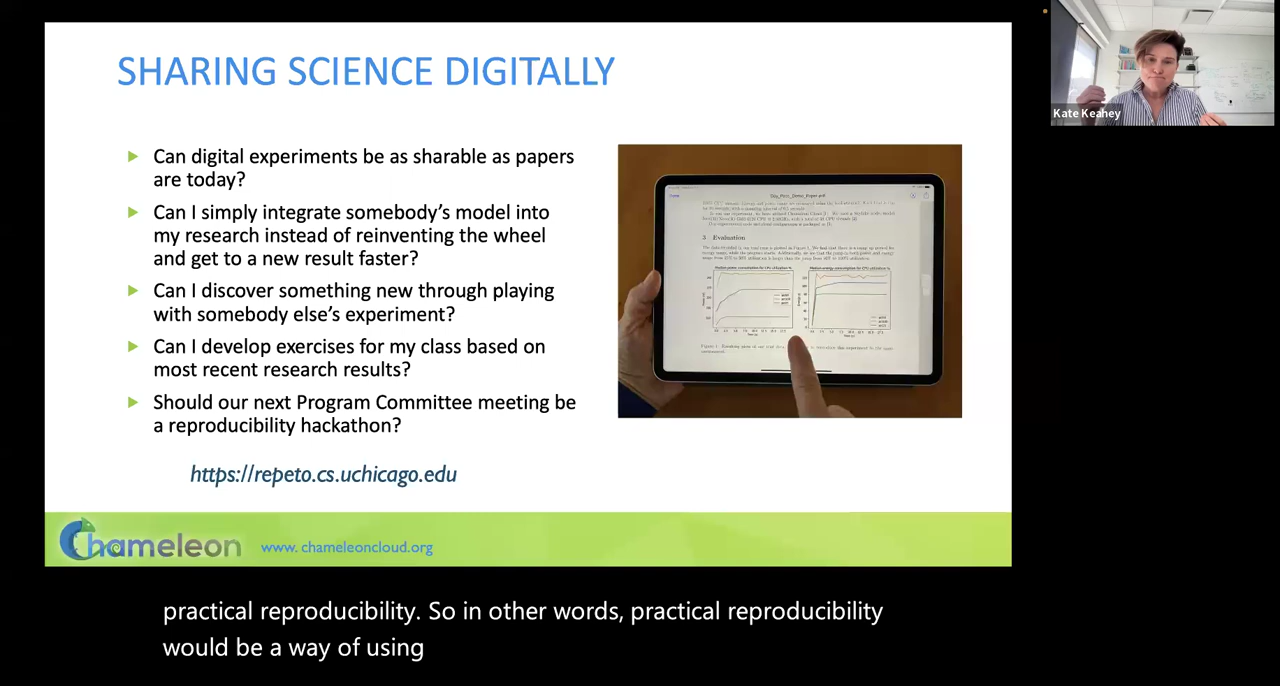 SHARING SCIENCE DIGITALLY
Kate Keahey
Can digital experiments be as sharable as papers
are today?
Can I simply integrate somebody's model into
my research instead of reinventing the wheel
and get to a new result faster?
Can I discover something new through playing
with somebody else's experiment?
Can I develop exercises for my class based on
most recent research results?
Should our next Program Committee meeting be
a reproducibility hackathon?
3 Evaluation
https://repeto.cs.uchicago.edu
Chameleon
www. chameleoncloud.org
practical reproducibility. So in other words, practical reproducibility
would be a way of using